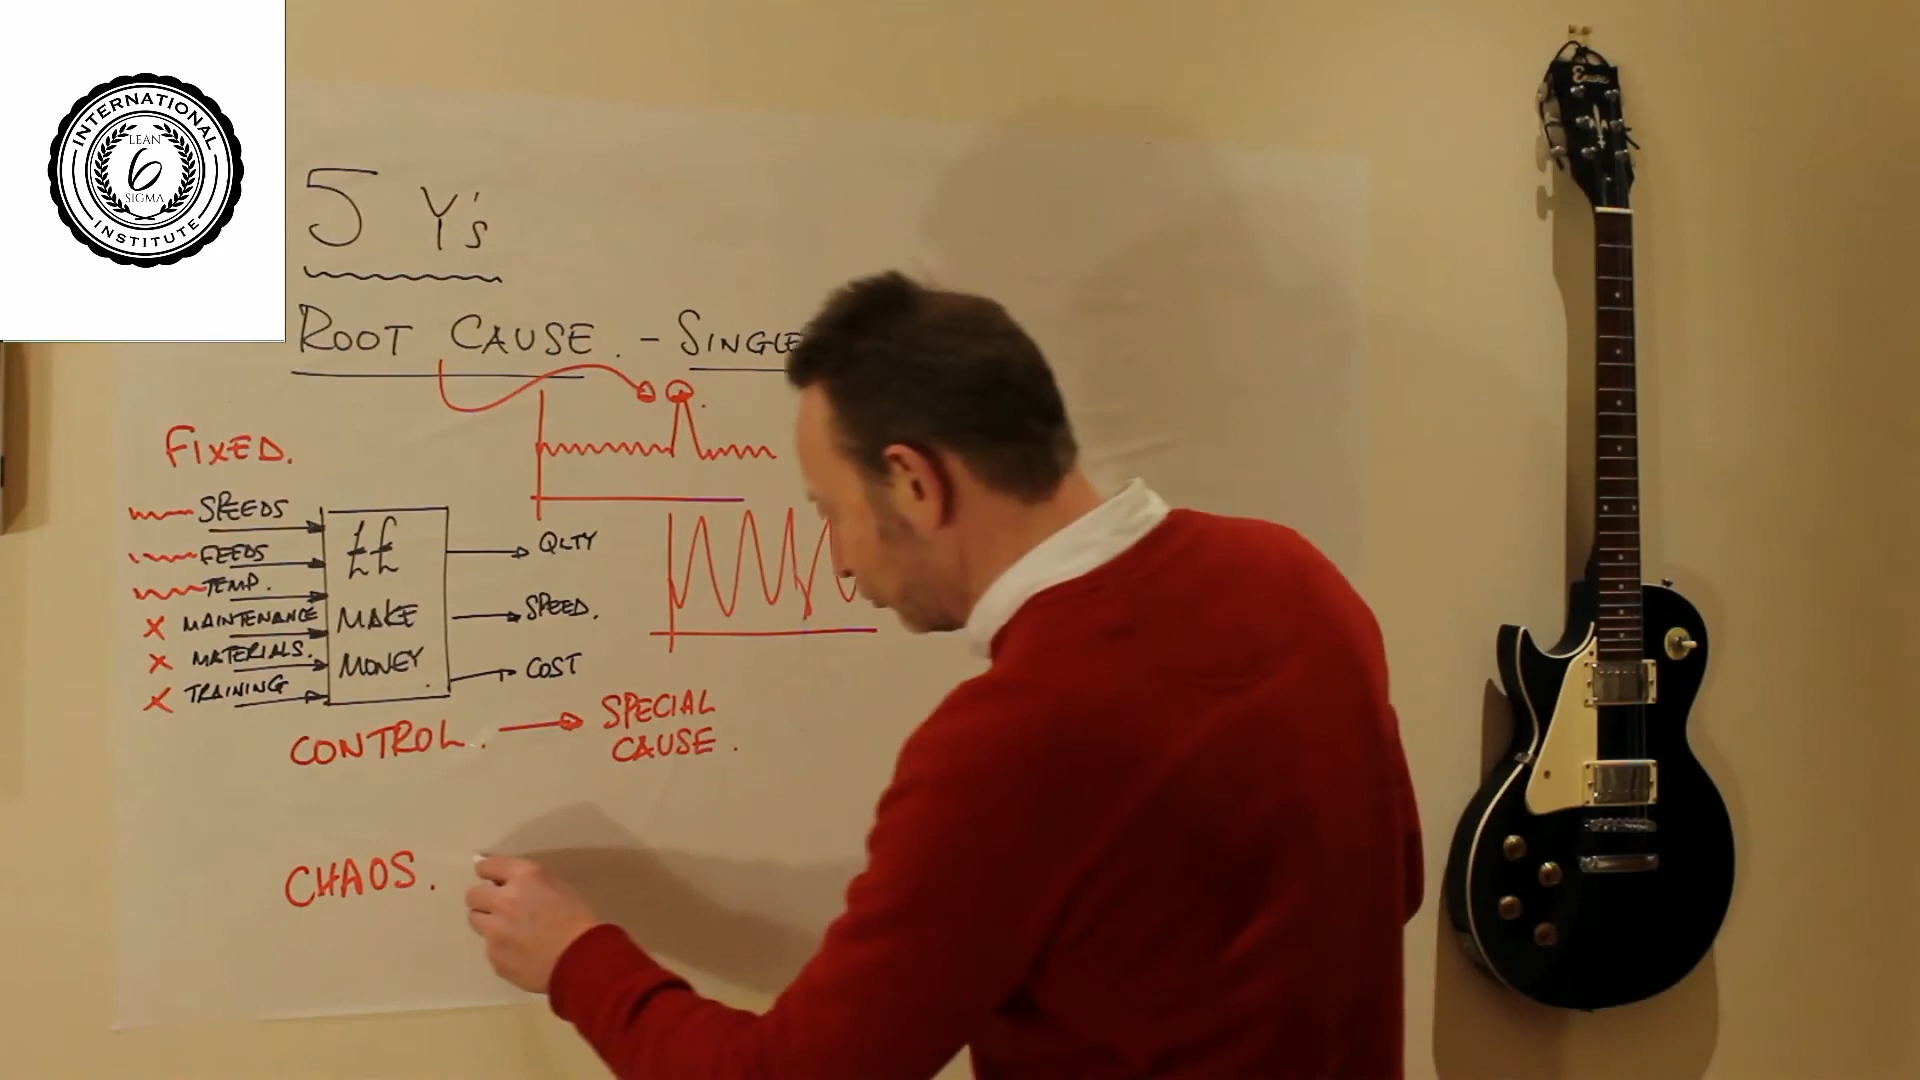 INTERNATIONAL
LEAN
6
SIGMA
INSTITUTE
5 Y's
ROOT CAUSE. - SINGLE
FIXED.
SPEEDS
FEEDS
TEMP.
X MAINTENANCE
X MATERIALS.
X TRAINING
££
MAKE
MONEY
QLTY
SPEED.
COST
CONTROL. SPECIAL
CAUSE.
CHAOS.
Encore